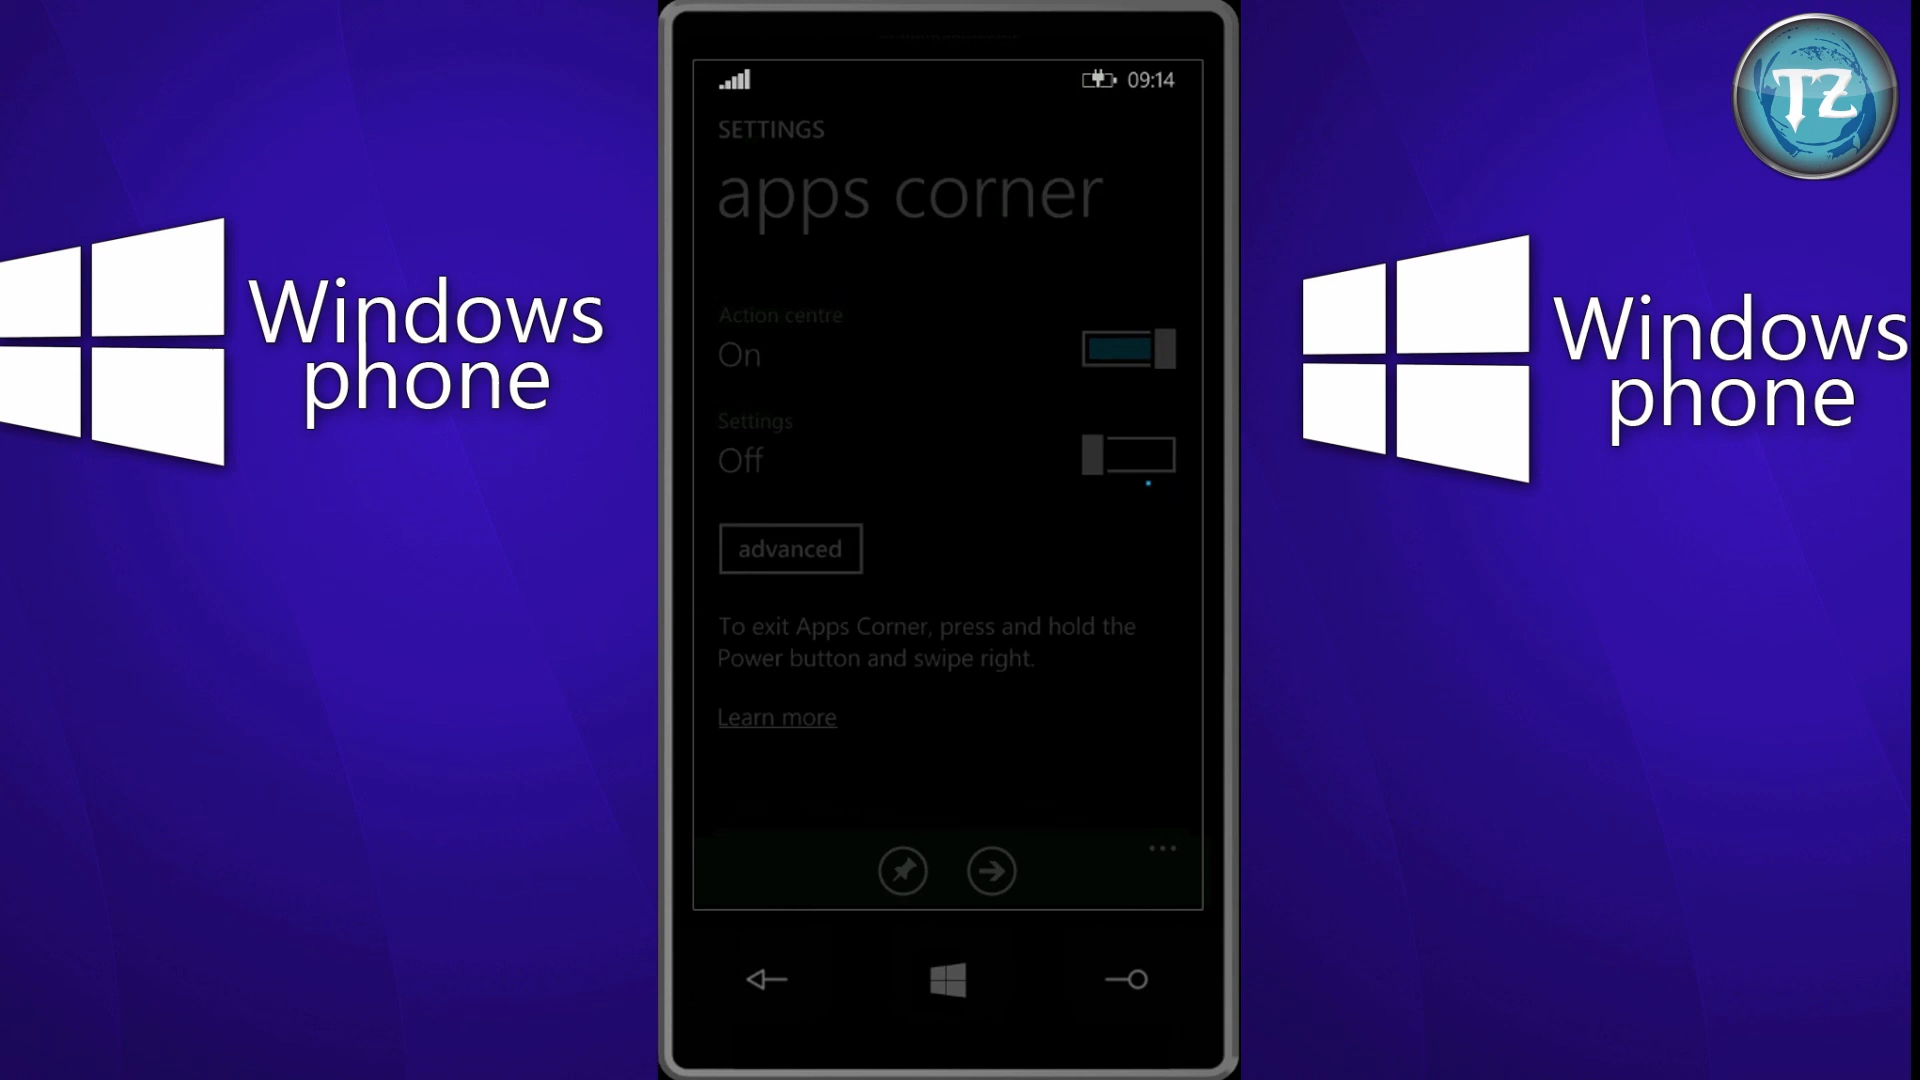 Windows
phone
09:14
SETTINGS
apps corner
Action centre
On
Settings
Off
advanced
To exit Apps Corner, press and hold the
Power button and swipe right.
Learn more
TZ
Windows
phone